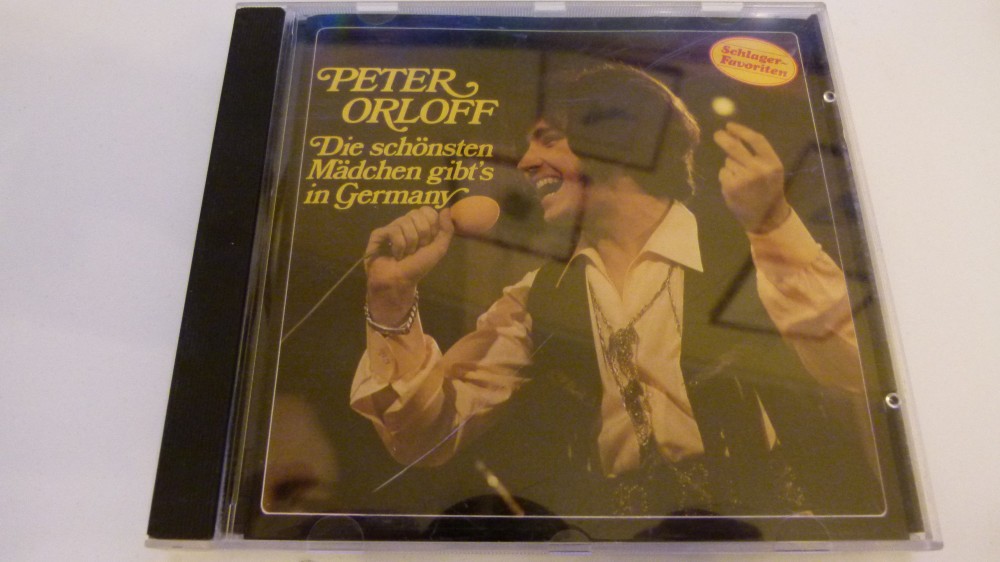 PETER
ORLOFF
Die schönsten
Mädchen gibt's
in Germany
Schlager-
Favoriten